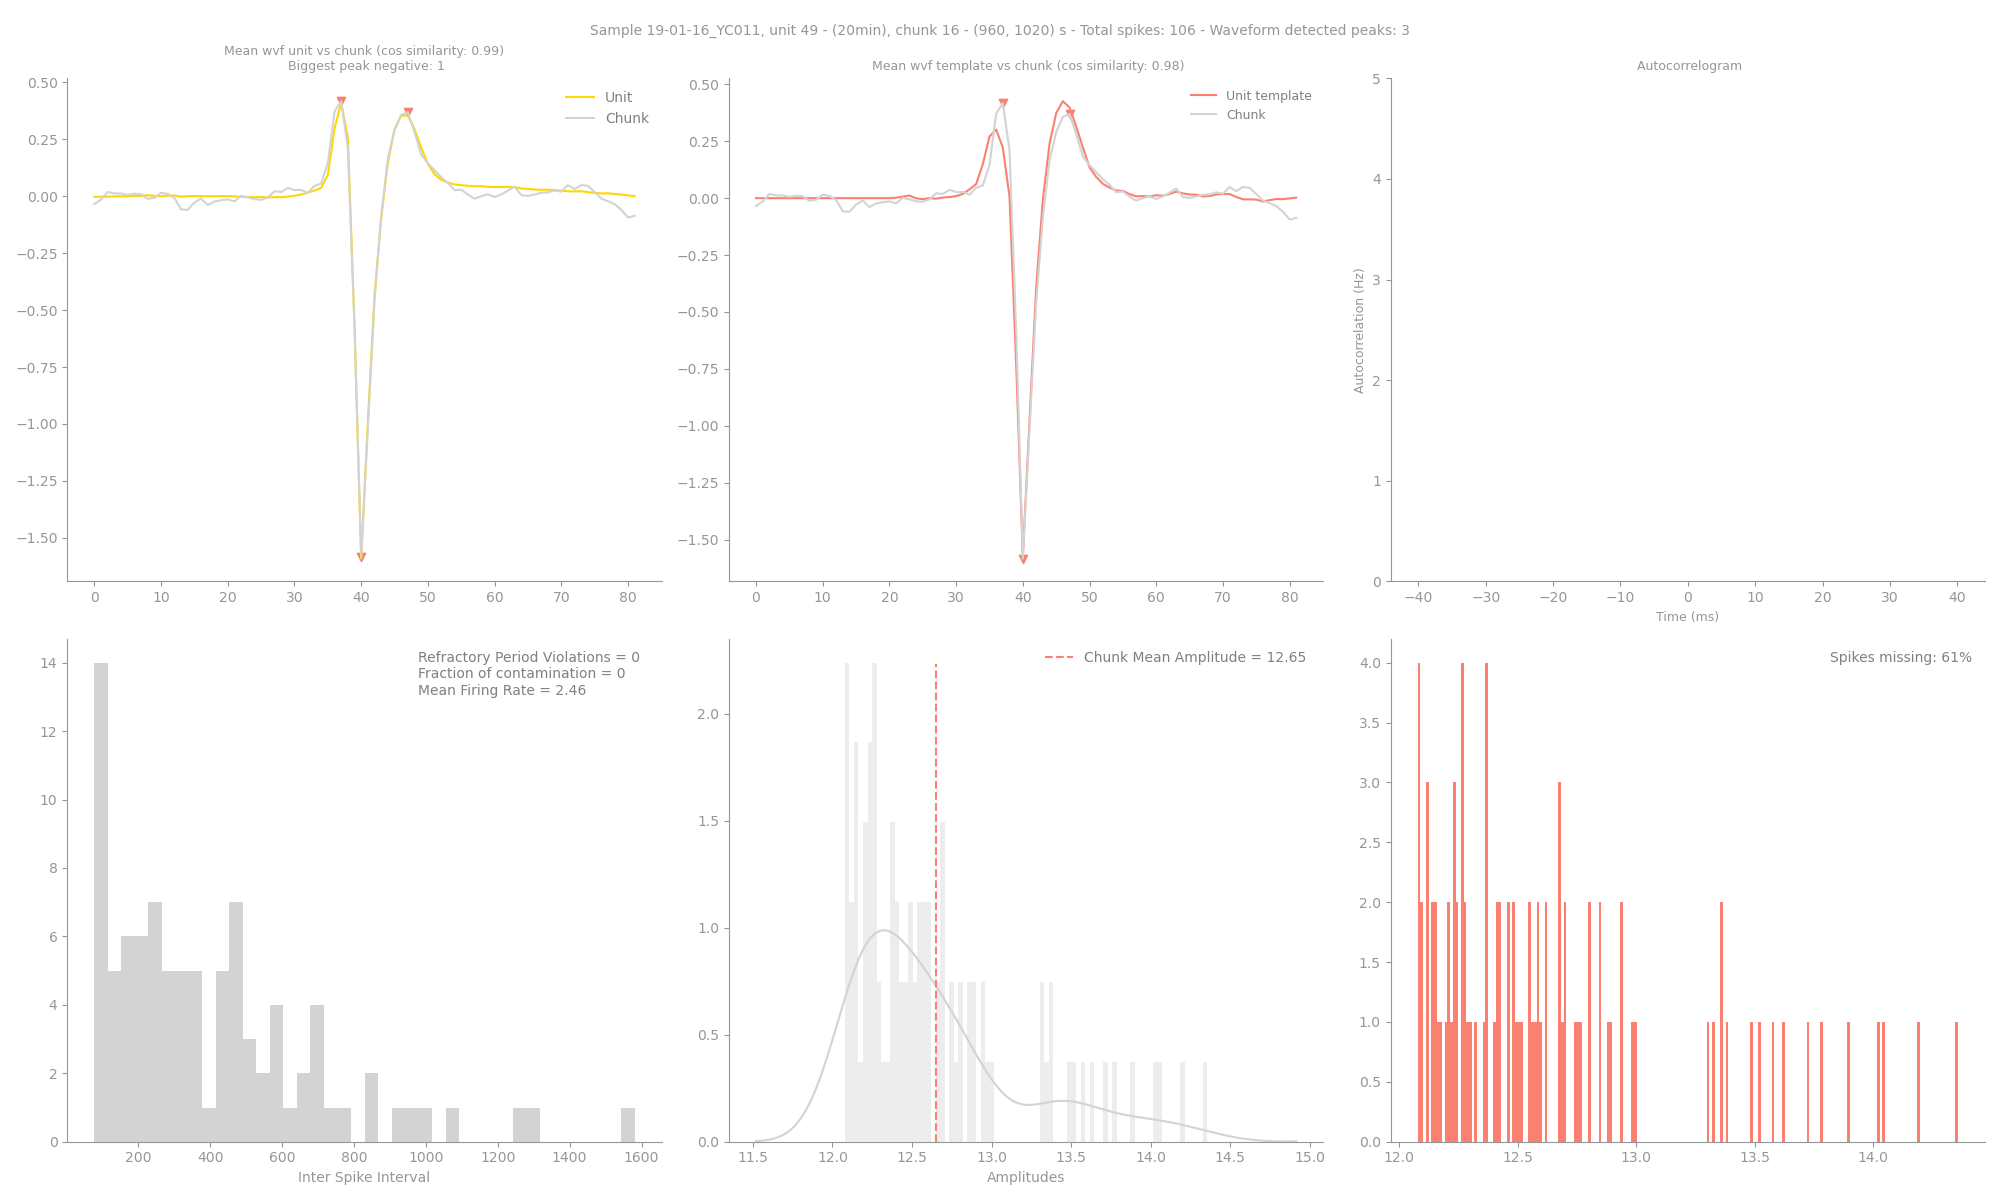 Sample 19-01-16_YC011, unit 49 - (20min), chunk 16 - (960, 1020) s - Total spikes: 106 - Waveform detected peaks: 3
Mean wvf unit vs chunk (cos similarity: 0.99)
Biggest peak negative: 1
Unit
Chunk
0.50
0.25
0.00
−0.25
−0.50
−0.75
−1.00
−1.25
−1.50
0 10 20 30 40 50 60 70 80
Mean wvf template vs chunk (cos similarity: 0.98)
Unit template
Chunk
0.50
0.25
0.00
−0.25
−0.50
−0.75
−1.00
−1.25
−1.50
0 10 20 30 40 50 60 70 80
Autocorrelogram
Autocorrelation (Hz)
5
4
3
2
1
0
−40 −30 −20 −10 0 10 20 30 40
Time (ms)
Refractory Period Violations = 0
Fraction of contamination = 0
Mean Firing Rate = 2.46
14
12
10
8
6
4
2
0
200 400 600 800 1000 1200 1400 1600
Inter Spike Interval
Chunk Mean Amplitude = 12.65
2.0
1.5
1.0
0.5
0.0
11.5 12.0 12.5 13.0 13.5 14.0 14.5 15.0
Amplitudes
Spikes missing: 61%
4.0
3.5
3.0
2.5
2.0
1.5
1.0
0.5
0.0
12.0 12.5 13.0 13.5 14.0